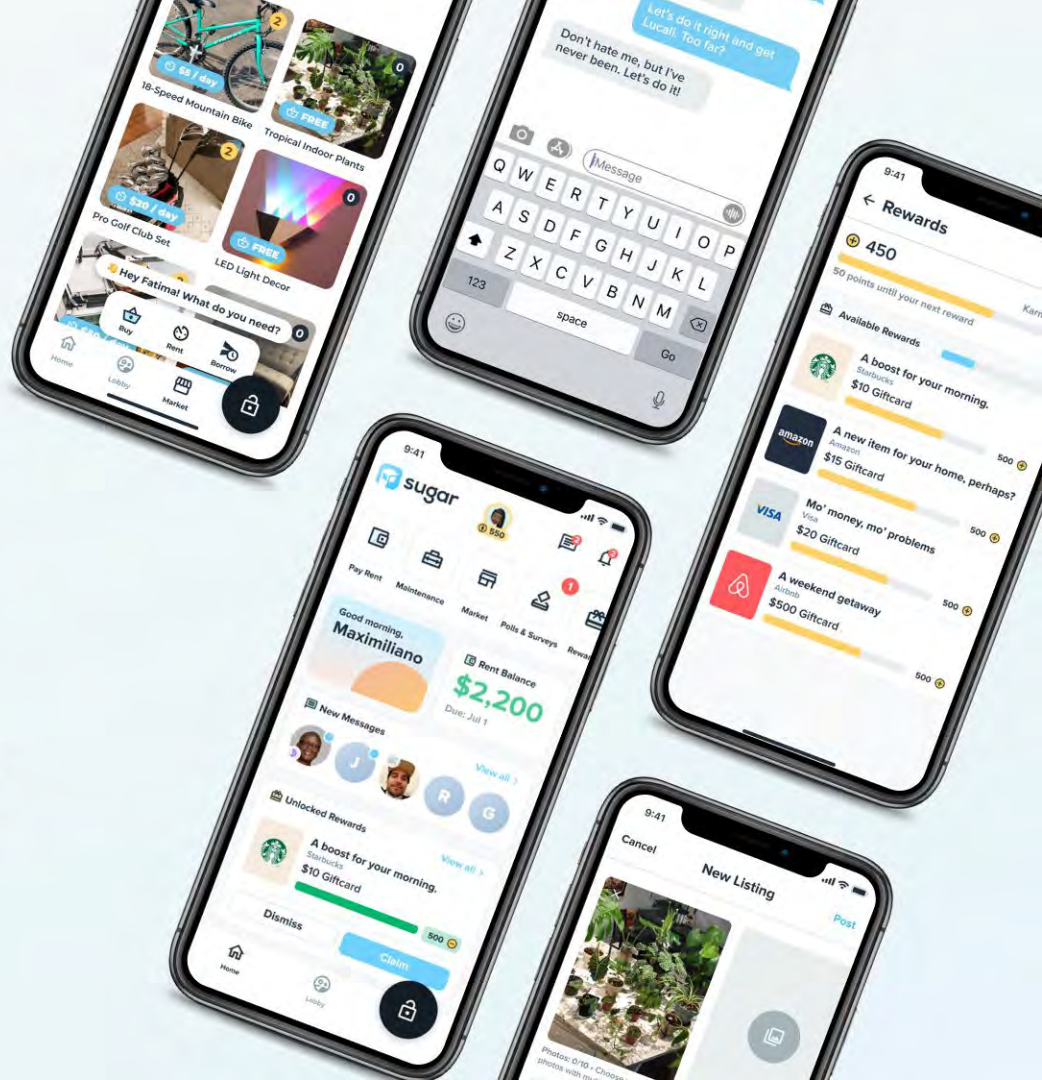 2
$5 / day
18-Speed Mountain Bike
0
FREE
Tropical Indoor Plants
2
$20 / day
Pro Golf Club Set
0
FREE
LED Light Decor
0
👋 Hey Fatima! What do you need?
Buy
Rent
Borrow
Home
Lobby
Market
Let's do it right and get
Lucali. Too far?
Don't hate me, but I've
never been. Let's do it!
iMessage
Q W E R T Y U I O P
A S D F G H J K L
Z X C V B N M
123
space
Go
9:41
← Rewards
450
50 points until your next reward
Available Rewards
A boost for your morning.
Starbucks
$10 Giftcard
500
amazon
A new item for your home, perhaps?
Amazon
$15 Giftcard
500
VISA
Mo' money, mo' problems
Visa
$20 Giftcard
500
A weekend getaway
Airbnb
$500 Giftcard
500
9:41
sugar
550
2
2
Pay Rent
Maintenance
Market
Polls & Surveys
1
Good morning,
Maximiliano
Rent Balance
$2,200
Due: Jul 1
New Messages
View all >
J
R
G
Unlocked Rewards
View all >
A boost for your morning.
Starbucks
$10 Giftcard
500
Dismiss
Claim
Home
Lobby
9:41
Cancel
New Listing
Post
Photos: 0/10 • Choose
photos with